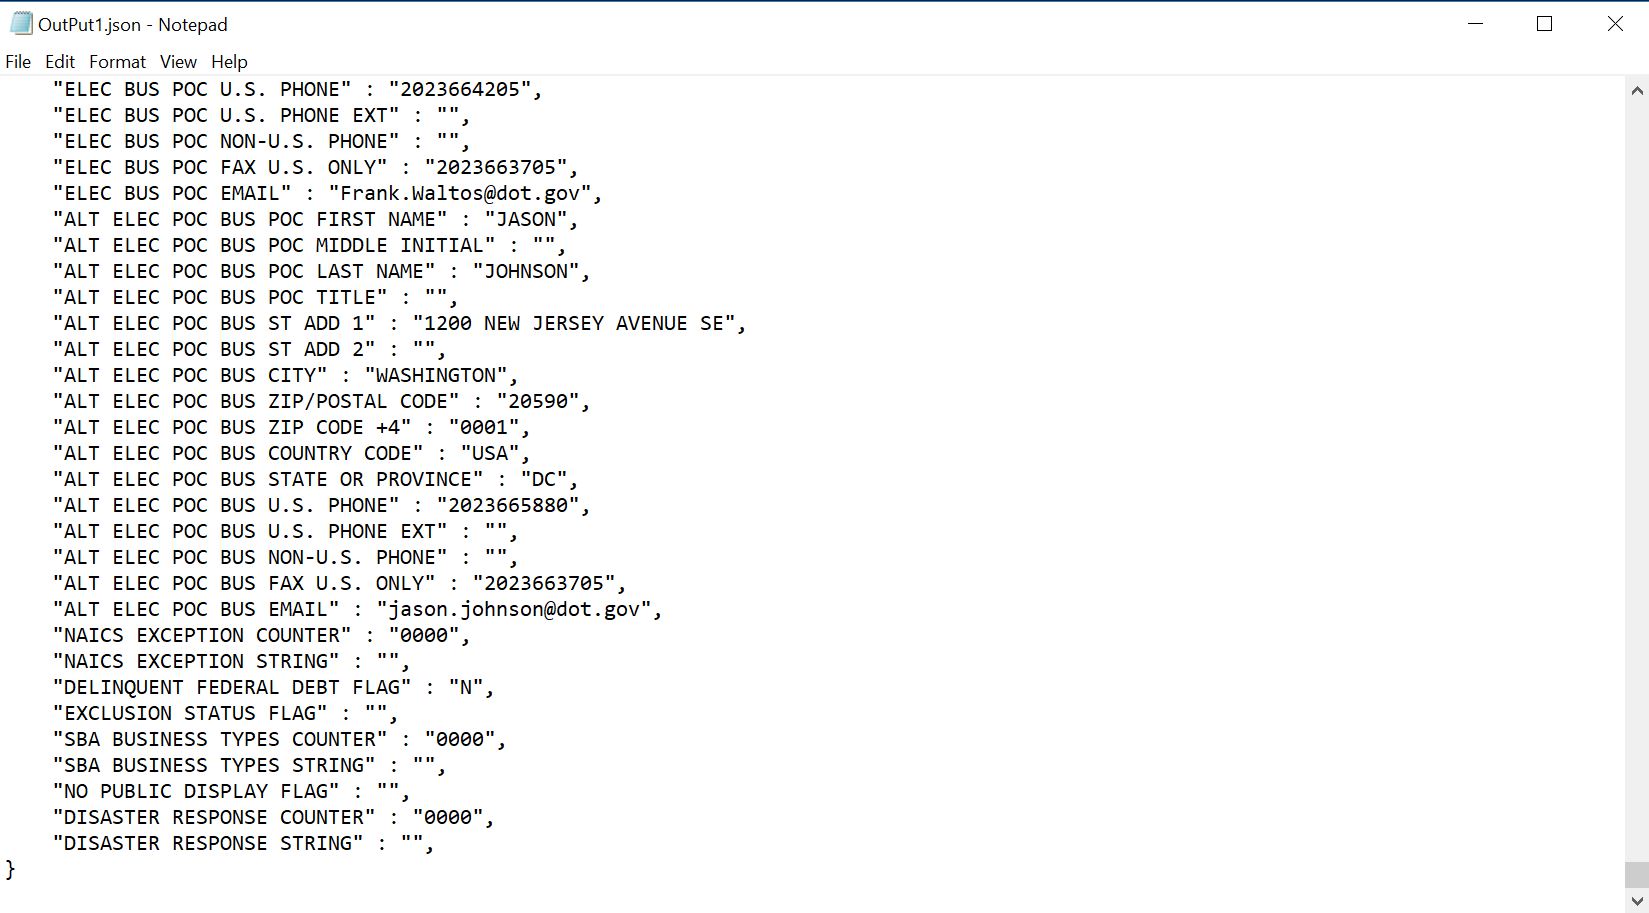 OutPut1.json - Notepad
File Edit Format View Help
"ELEC BUS POC U.S. PHONE" : "2023664205",
"ELEC BUS POC U.S. PHONE EXT" : "",
"ELEC BUS POC NON-U.S. PHONE" : "",
"ELEC BUS POC FAX U.S. ONLY" : "2023663705",
"ELEC BUS POC EMAIL" : "Frank.Waltos@dot.gov",
"ALT ELEC POC BUS POC FIRST NAME" : "JASON",
"ALT ELEC POC BUS POC MIDDLE INITIAL" : "",
"ALT ELEC POC BUS POC LAST NAME" : "JOHNSON",
"ALT ELEC POC BUS POC TITLE" : "",
"ALT ELEC POC BUS ST ADD 1" : "1200 NEW JERSEY AVENUE SE",
"ALT ELEC POC BUS ST ADD 2" : "",
"ALT ELEC POC BUS CITY" : "WASHINGTON",
"ALT ELEC POC BUS ZIP/POSTAL CODE" : "20590",
"ALT ELEC POC BUS ZIP CODE +4" : "0001",
"ALT ELEC POC BUS COUNTRY CODE" : "USA",
"ALT ELEC POC BUS STATE OR PROVINCE" : "DC",
"ALT ELEC POC BUS U.S. PHONE" : "2023665880",
"ALT ELEC POC BUS U.S. PHONE EXT" : "",
"ALT ELEC POC BUS NON-U.S. PHONE" : "",
"ALT ELEC POC BUS FAX U.S. ONLY" : "2023663705",
"ALT ELEC POC BUS EMAIL" : "jason.johnson@dot.gov",
"NAICS EXCEPTION COUNTER" : "0000",
"NAICS EXCEPTION STRING" : "",
"DELINQUENT FEDERAL DEBT FLAG" : "N",
"EXCLUSION STATUS FLAG" : "",
"SBA BUSINESS TYPES COUNTER" : "0000",
"SBA BUSINESS TYPES STRING" : "",
"NO PUBLIC DISPLAY FLAG" : "",
"DISASTER RESPONSE COUNTER" : "0000",
"DISASTER RESPONSE STRING" : "",
}